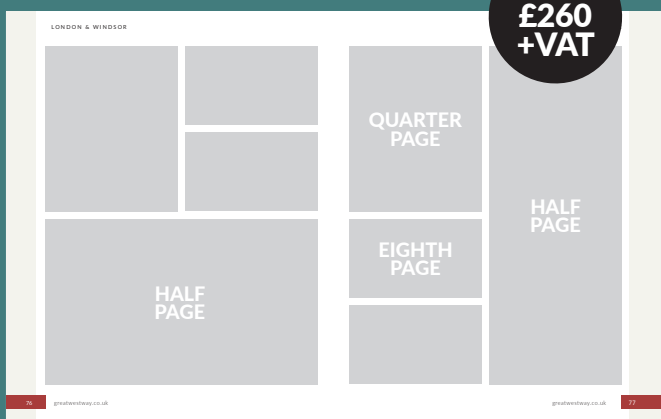 LONDON & WINDSOR
£260
+VAT
QUARTER
PAGE
HALF
PAGE
EIGHTH
PAGE
HALF
PAGE
76 greatwestway.co.uk
greatwestway.co.uk 77